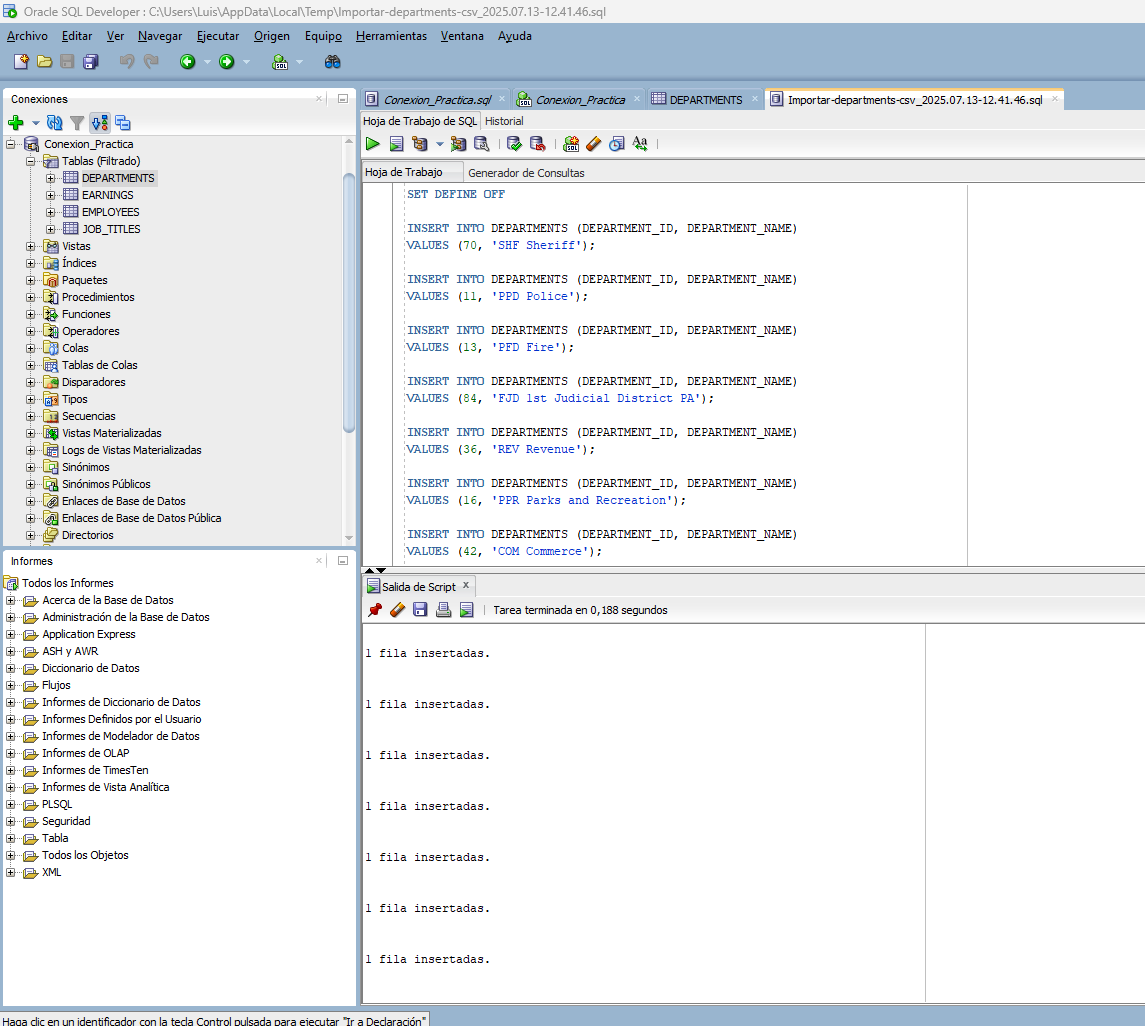 Oracle SQL Developer : C:\Users\Luis\AppData\Local\Temp\Importar-departments-csv_2025.07.13-12.41.46.sql
Archivo Editar Ver Navegar Ejecutar Origen Equipo Herramientas Ventana Ayuda
Conexiones
Conexion_Practica
Tablas (Filtrado)
DEPARTMENTS
EARNINGS
EMPLOYEES
JOB_TITLES
Vistas
Índices
Paquetes
Procedimientos
Funciones
Operadores
Colas
Tablas de Colas
Disparadores
Tipos
Secuencias
Vistas Materializadas
Logs de Vistas Materializadas
Sinónimos
Sinónimos Públicos
Enlaces de Base de Datos
Enlaces de Base de Datos Pública
Directorios
Informes
Todos los Informes
Acerca de la Base de Datos
Administración de la Base de Datos
Application Express
ASH y AWR
Diccionario de Datos
Flujos
Informes de Diccionario de Datos
Informes Definidos por el Usuario
Informes de Modelador de Datos
Informes de OLAP
Informes de TimesTen
Informes de Vista Analítica
PLSQL
Seguridad
Tabla
Todos los Objetos
XML
Conexion_Practica.sql Conexion_Practica DEPARTMENTS Importar-departments-csv_2025.07.13-12.41.46.sql
Hoja de Trabajo de SQL Historial
Hoja de Trabajo Generador de Consultas
SET DEFINE OFF
INSERT INTO DEPARTMENTS (DEPARTMENT_ID, DEPARTMENT_NAME)
VALUES (70, 'SHF Sheriff');
INSERT INTO DEPARTMENTS (DEPARTMENT_ID, DEPARTMENT_NAME)
VALUES (11, 'PPD Police');
INSERT INTO DEPARTMENTS (DEPARTMENT_ID, DEPARTMENT_NAME)
VALUES (13, 'PFD Fire');
INSERT INTO DEPARTMENTS (DEPARTMENT_ID, DEPARTMENT_NAME)
VALUES (84, 'FJD 1st Judicial District PA');
INSERT INTO DEPARTMENTS (DEPARTMENT_ID, DEPARTMENT_NAME)
VALUES (36, 'REV Revenue');
INSERT INTO DEPARTMENTS (DEPARTMENT_ID, DEPARTMENT_NAME)
VALUES (16, 'PPR Parks and Recreation');
INSERT INTO DEPARTMENTS (DEPARTMENT_ID, DEPARTMENT_NAME)
VALUES (42, 'COM Commerce');
Salida de Script
Tarea terminada en 0,188 segundos
1 fila insertadas.
1 fila insertadas.
1 fila insertadas.
1 fila insertadas.
1 fila insertadas.
1 fila insertadas.
1 fila insertadas.
Haga clic en un identificador con la tecla Control pulsada para ejecutar "Ir a Declaración"